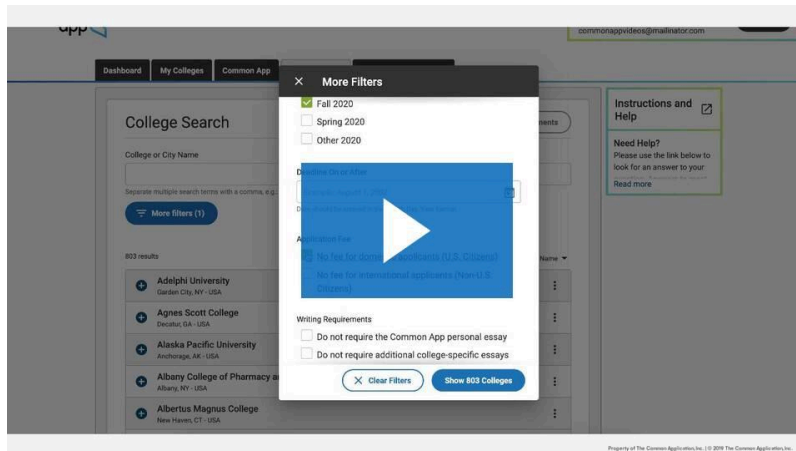 app
commonappvideos@mailinator.com
Dashboard
My Colleges
Common App
× More Filters
Fall 2020
Spring 2020
Other 2020
College Search
College or City Name
Separate multiple search terms with a comma, e.g.:
More filters (1)
803 results
Name
Adelphi University
Garden City, NY - USA
Agnes Scott College
Decatur, GA - USA
Alaska Pacific University
Anchorage, AK - USA
Albany College of Pharmacy
Albany, NY - USA
Albertus Magnus College
New Haven, CT - USA
Deadline On or After
Application Fee
No fee for domestic applicants (U.S. Citizens)
No fee for international applicants (Non-U.S.
Citizens)
Writing Requirements
Do not require the Common App personal essay
Do not require additional college-specific essays
× Clear Filters
Show 803 Colleges
Instructions and
Help
Need Help?
Please use the link below to
look for an answer to your
Read more
Property of The Common Application, Inc. | © 2019 The Common Application, Inc.